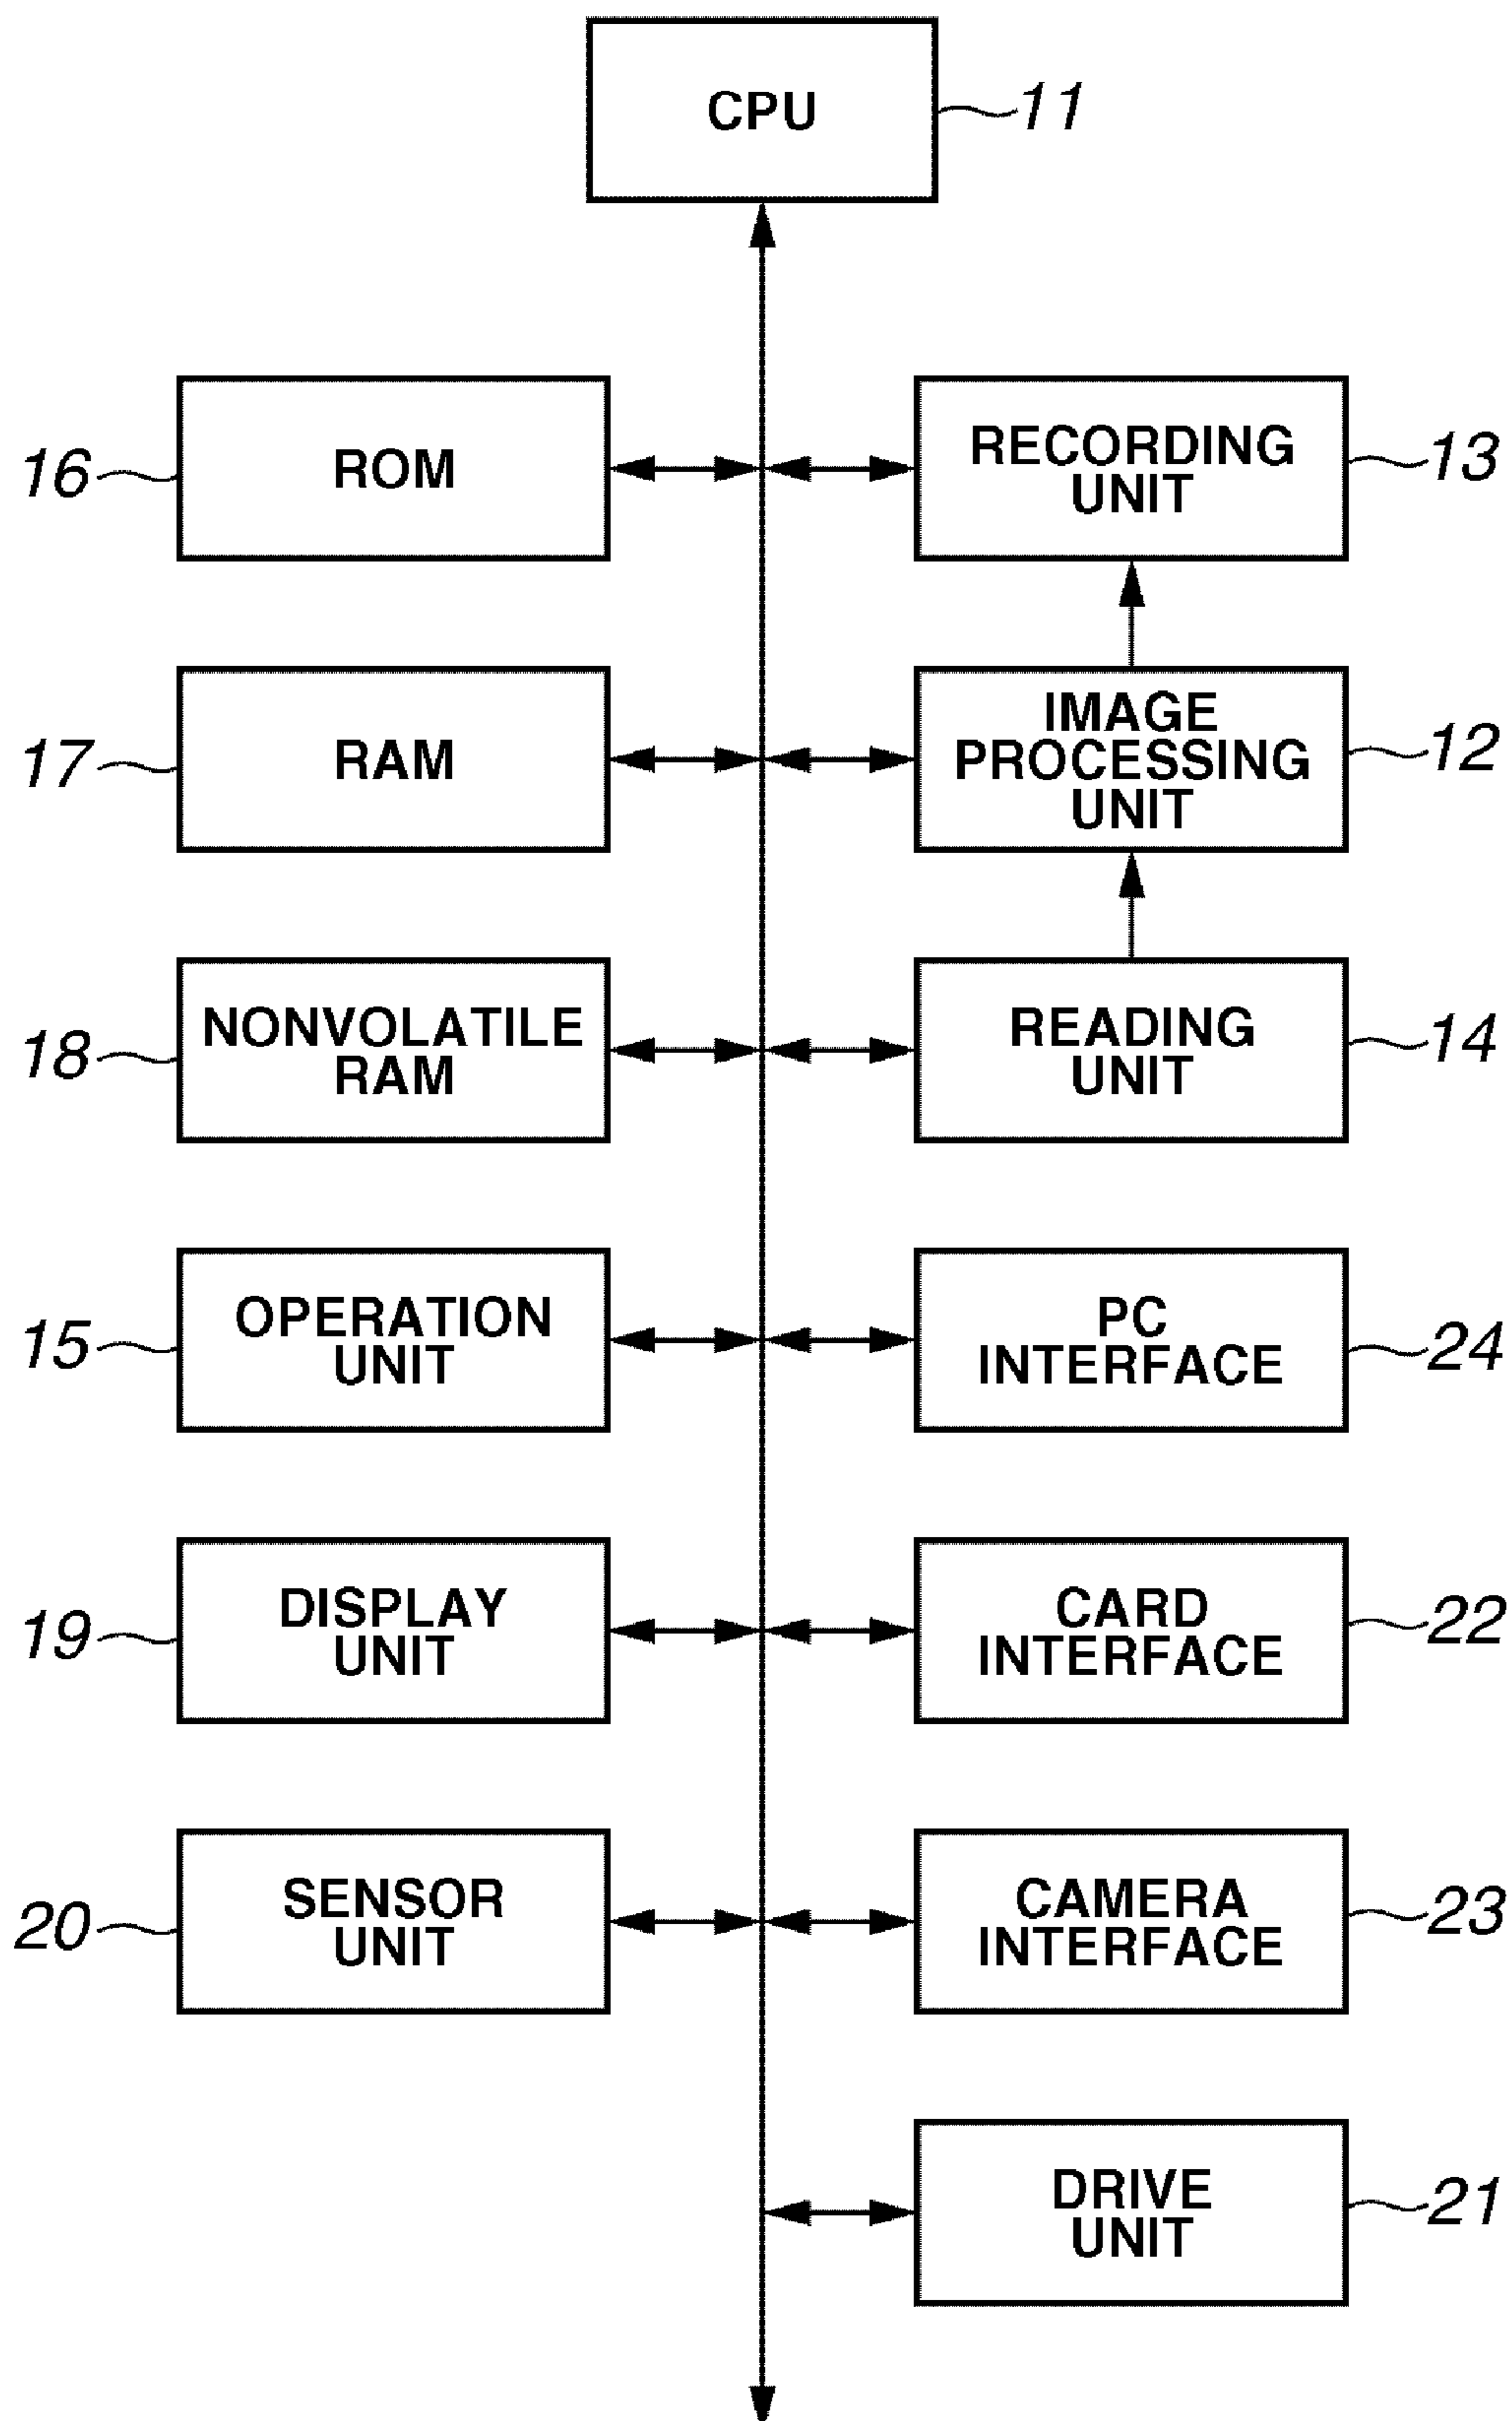 CPU
11
16
ROM
RECORDING
UNIT
13
17
RAM
IMAGE
PROCESSING
UNIT
12
18
NONVOLATILE
RAM
READING
UNIT
14
15
OPERATION
UNIT
PC
INTERFACE
24
19
DISPLAY
UNIT
CARD
INTERFACE
22
20
SENSOR
UNIT
CAMERA
INTERFACE
23
DRIVE
UNIT
21